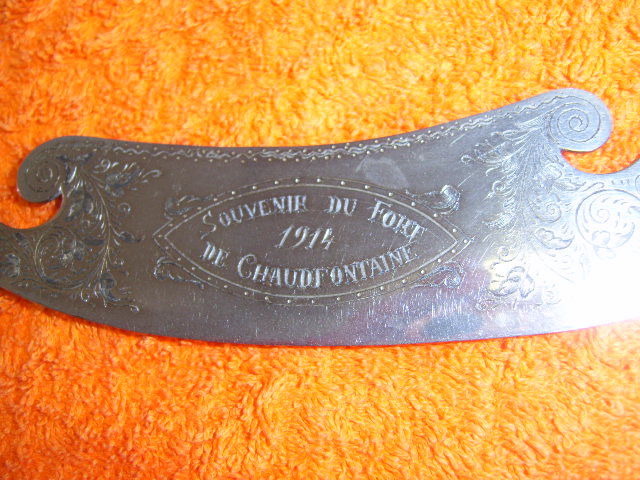 SOUVENIR DU FORT
1914
DE CHAUDFONTAINE